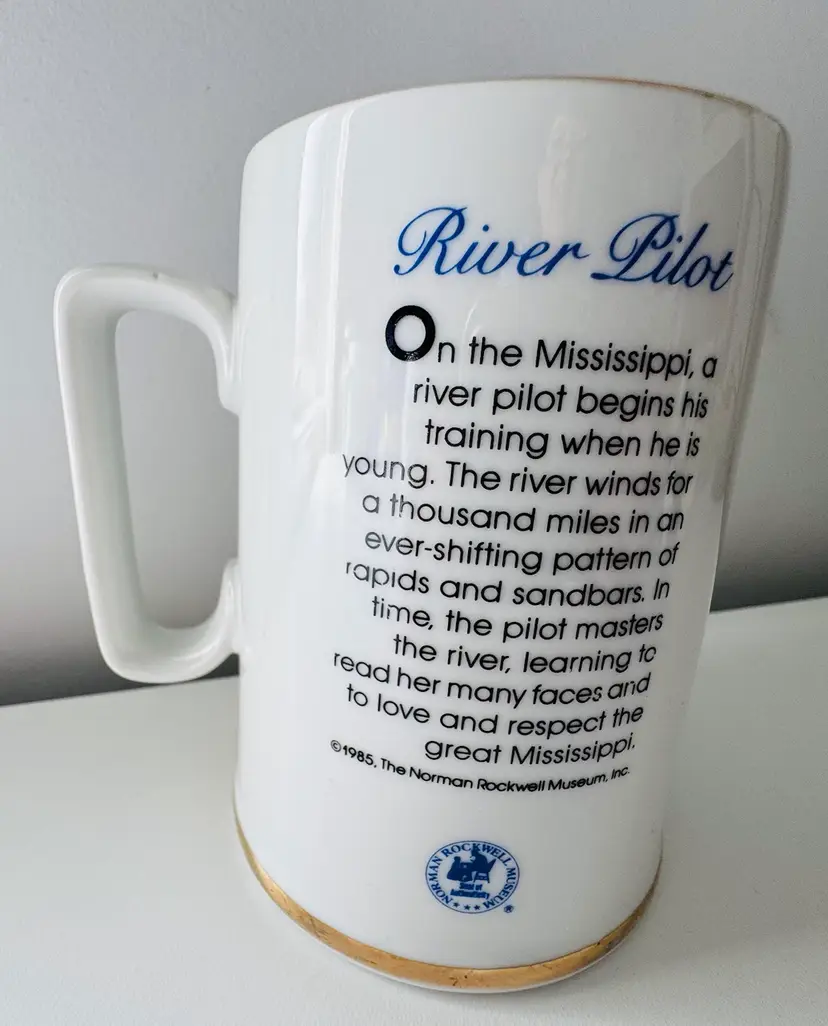 River Pilot
On the Mississippi, a
river pilot begins his
training when he is
young. The river winds for
a thousand miles in an
ever-shifting pattern of
rapids and sandbars. In
time, the pilot masters
the river, learning to
read her many faces and
to love and respect the
great Mississippi.
©1985, The Norman Rockwell Museum, Inc.
NORMAN ROCKWELL MUSEUM
Seal of
Authenticity
®